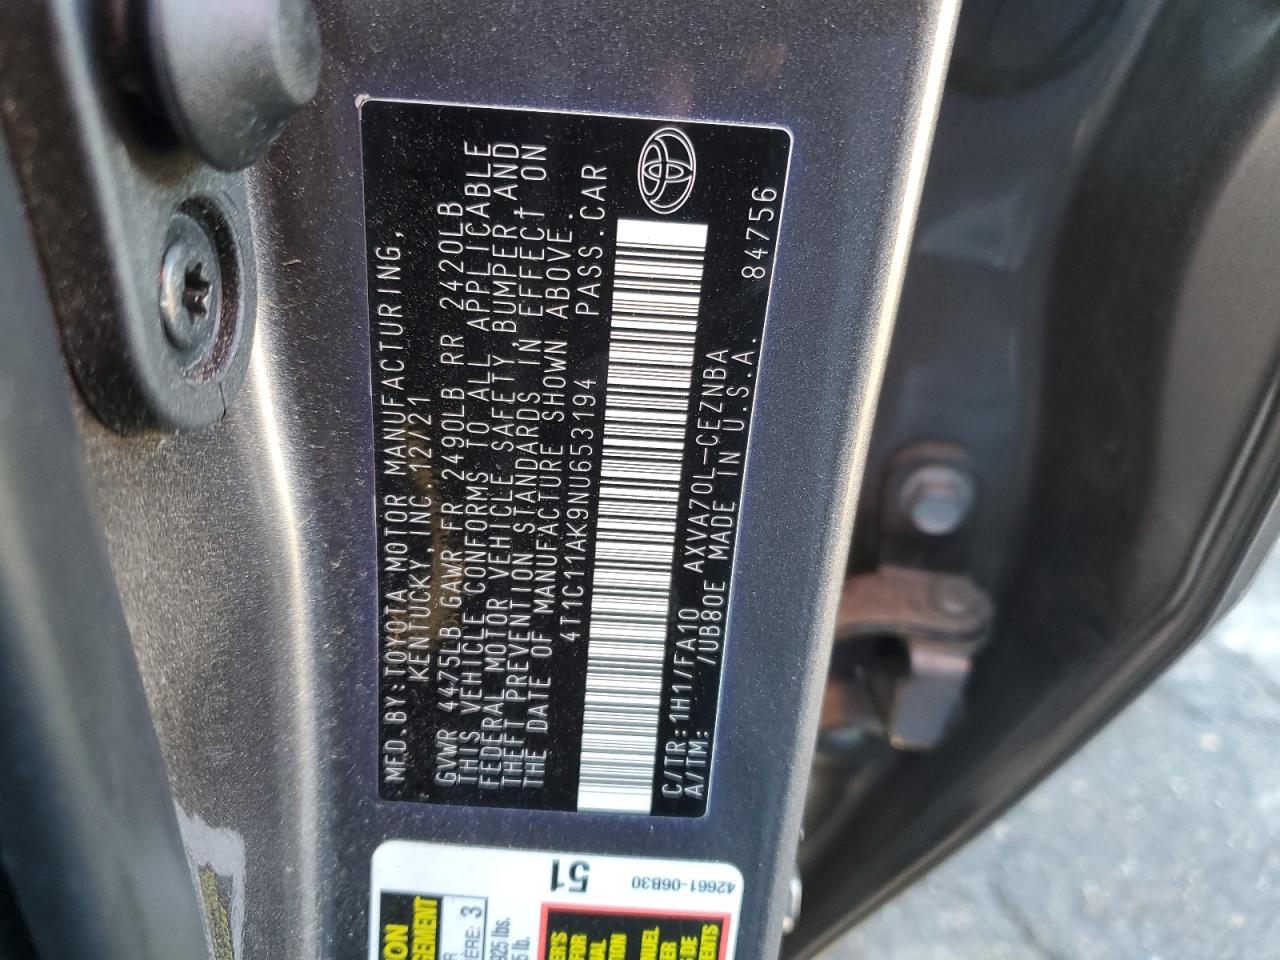 MFD.BY:TOYOTA MOTOR MANUFACTURING,
KENTUCKY, INC. 12/21
GVWR 4475LB GAWR FR 2490LB RR 2420LB
THIS VEHICLE CONFORMS TO ALL APPLICABLE
FEDERAL MOTOR VEHICLE SAFETY, BUMPER AND
THEFT PREVENTION STANDARDS IN EFFECT ON
THE DATE OF MANUFACTURE SHOWN ABOVE.
4T1C11AK9NU653194 PASS.CAR
C/TR:1H1/FA10 AXVA70L-CEZNBA
A/TM: /UB80E MADE IN U.S.A. 84756
51
42661-06B30
3